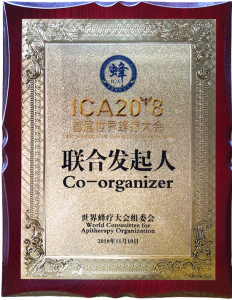 蜂
ICA2018
首届世界蜂疗大会
联合发起人
Co-organizer
世界蜂疗大会组委会
World Committee for
Apitherapy Organization
2018年11月10日